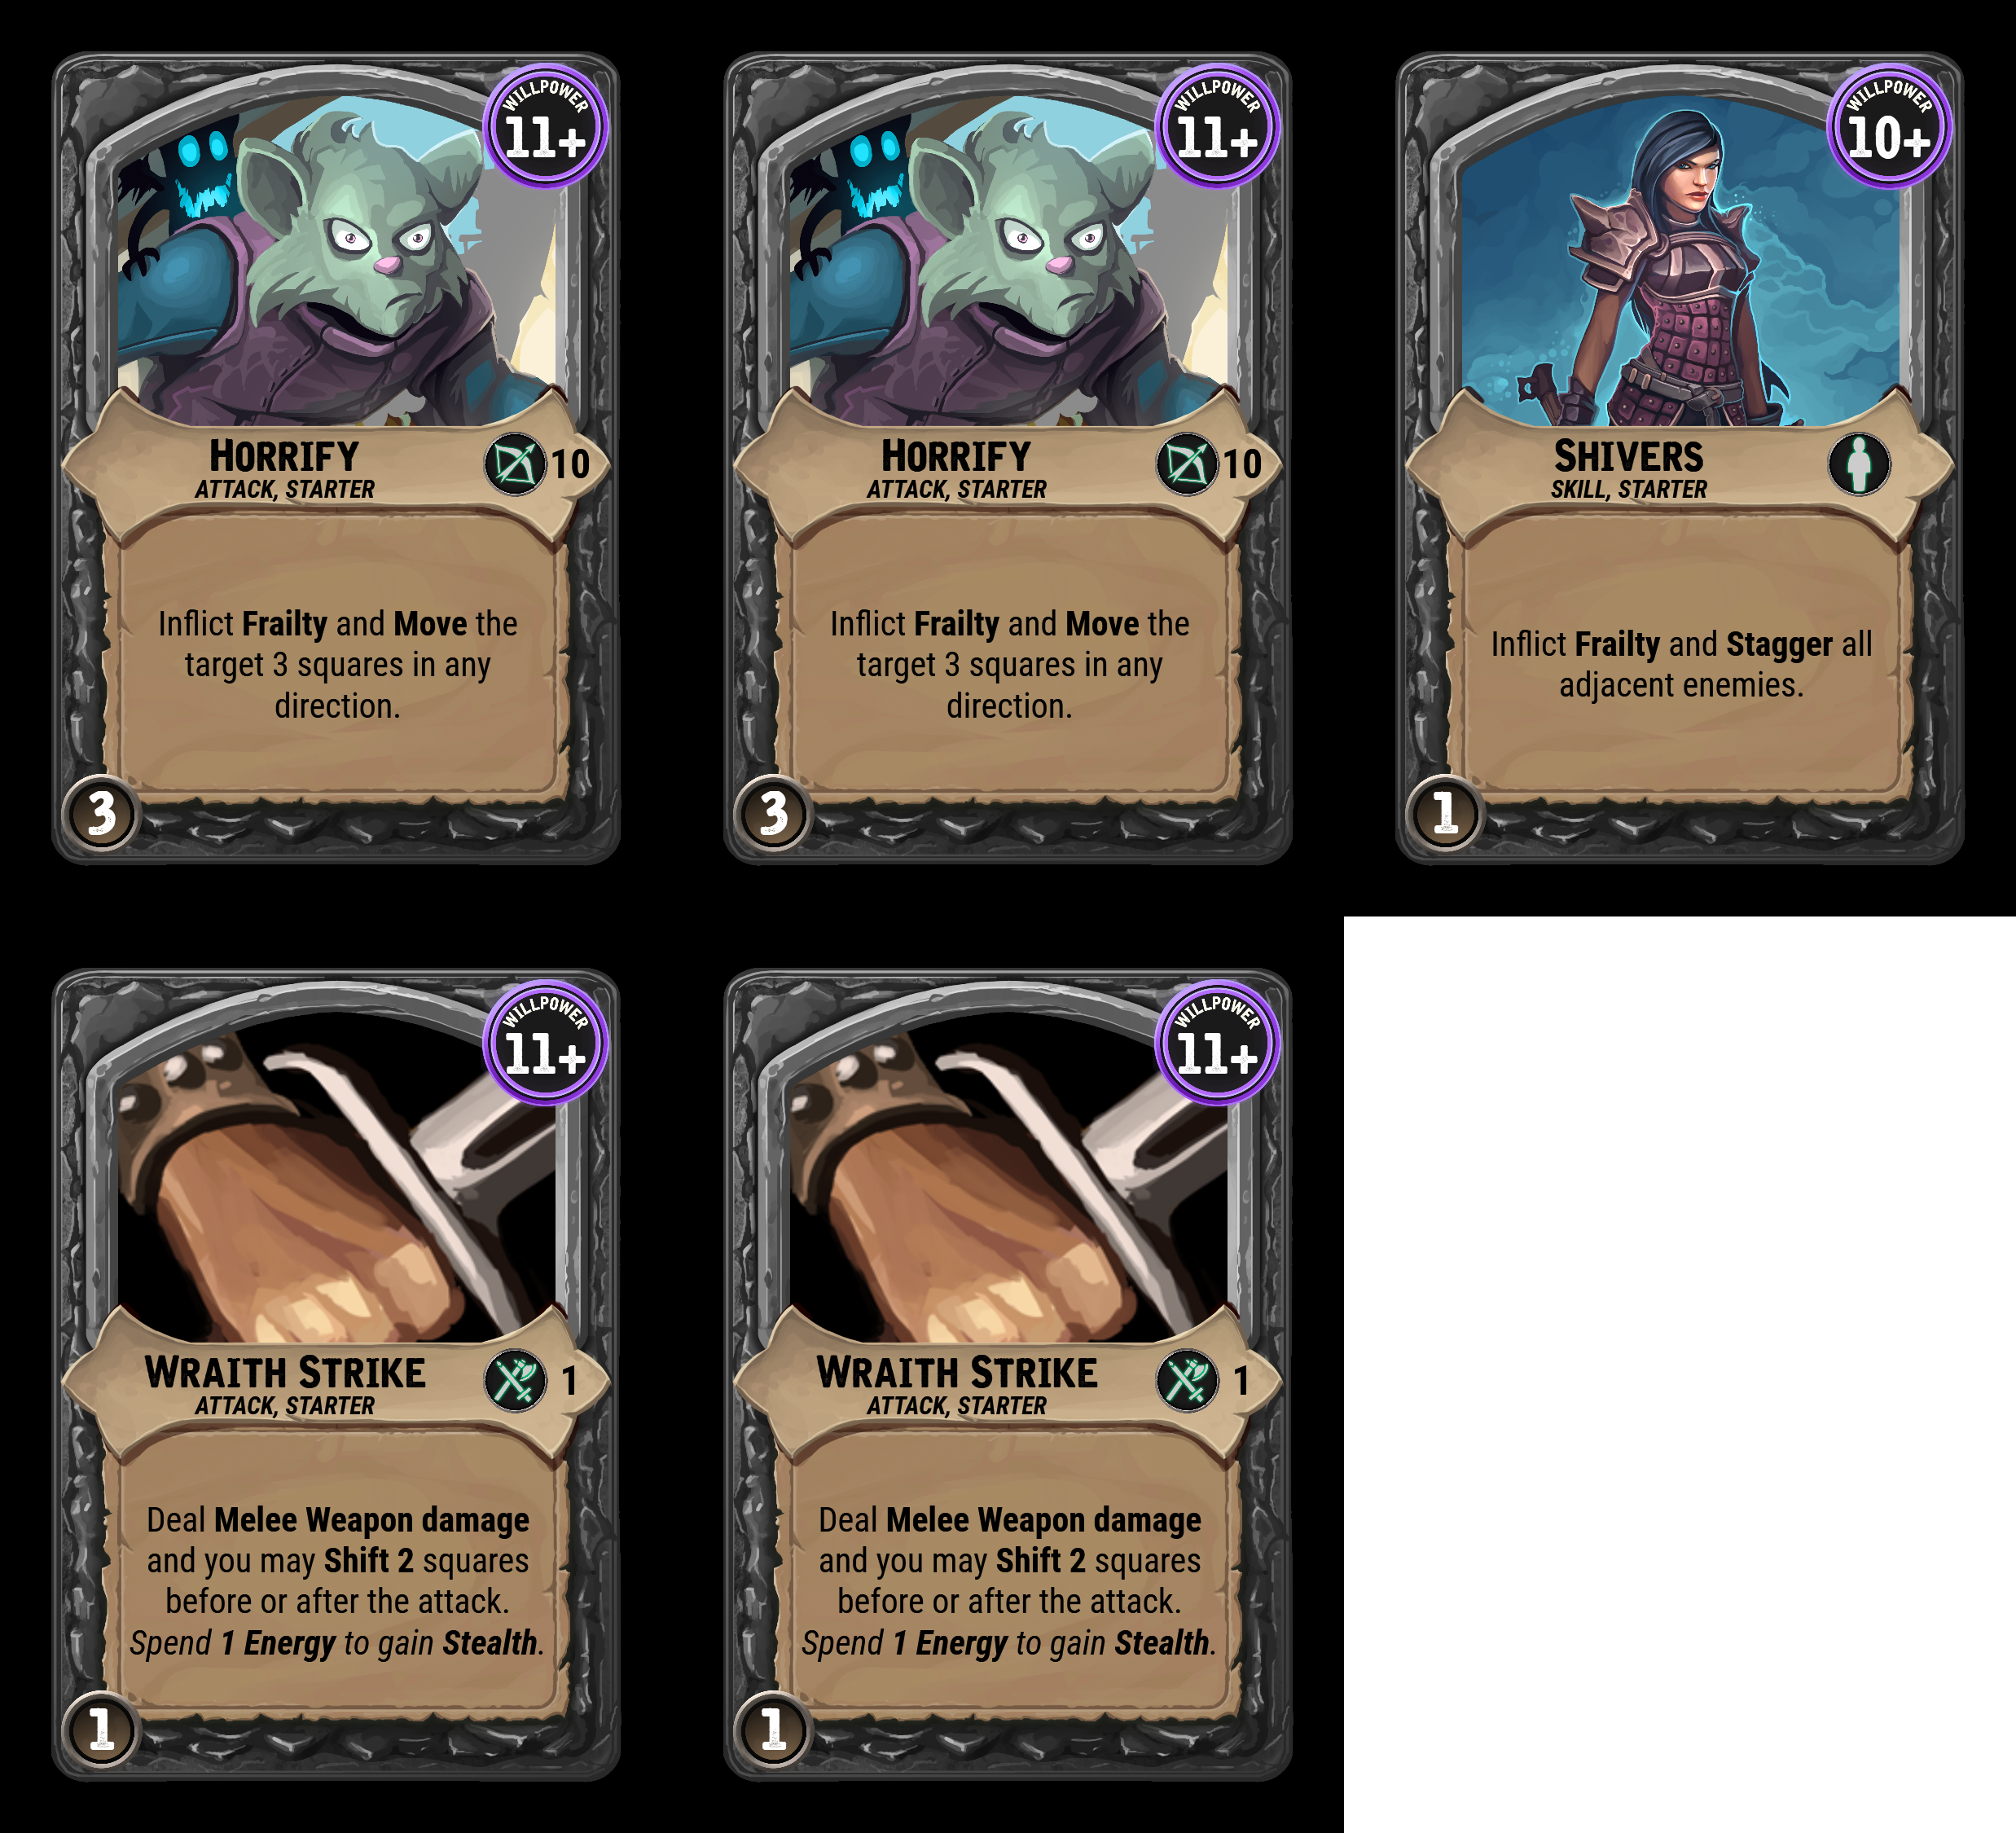 WILLPOWER
11+
HORRIFY
ATTACK, STARTER
10
Inflict Frailty and Move the
target 3 squares in any
direction.
3
WILLPOWER
11+
HORRIFY
ATTACK, STARTER
10
Inflict Frailty and Move the
target 3 squares in any
direction.
3
WILLPOWER
10+
SHIVERS
SKILL, STARTER
Inflict Frailty and Stagger all
adjacent enemies.
1
WILLPOWER
11+
WRAITH STRIKE
ATTACK, STARTER
1
Deal Melee Weapon damage
and you may Shift 2 squares
before or after the attack.
Spend 1 Energy to gain Stealth.
1
WILLPOWER
11+
WRAITH STRIKE
ATTACK, STARTER
1
Deal Melee Weapon damage
and you may Shift 2 squares
before or after the attack.
Spend 1 Energy to gain Stealth.
1